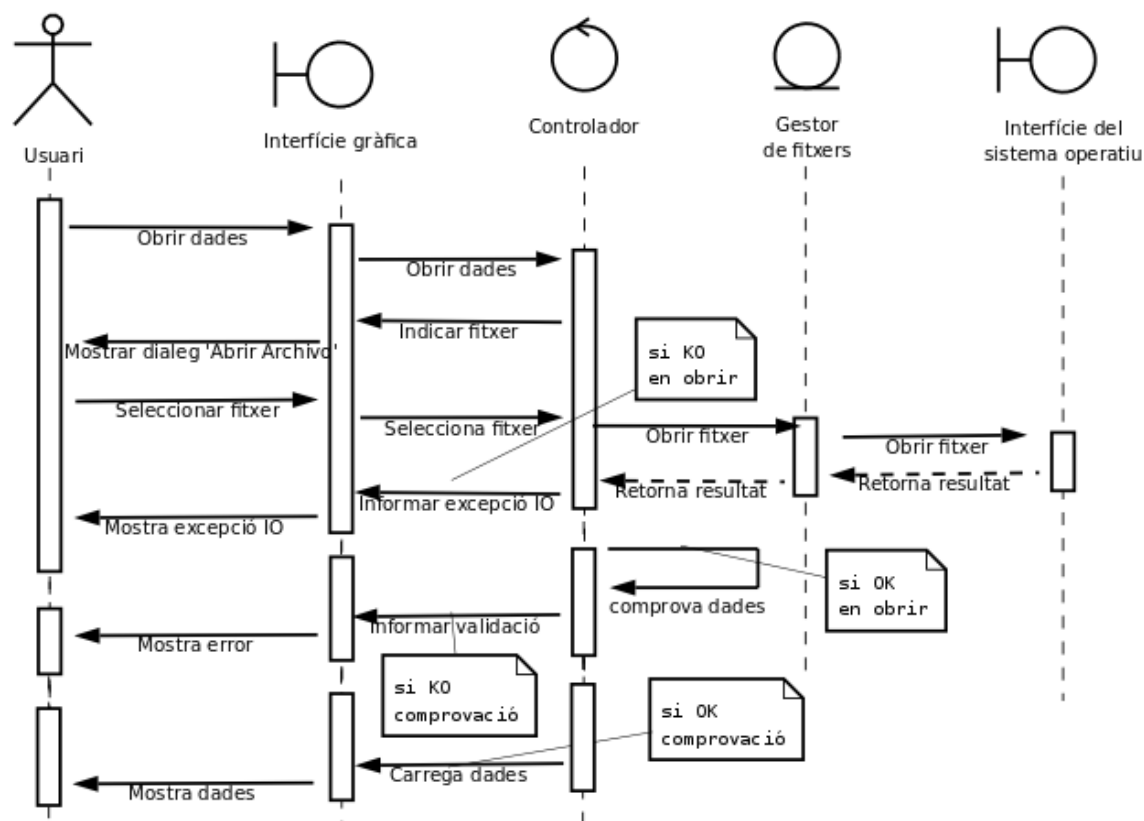 Usuari
Interfície gràfica
Controlador
Gestor
de fitxers
Interfície del
sistema operatiu
Obrir dades
Obrir dades
Indicar fitxer
Mostrar dialeg 'Abrir Archivo'
si KO
en obrir
Seleccionar fitxer
Selecciona fitxer
Obrir fitxer
Obrir fitxer
Retorna resultat
Retorna resultat
Informar excepció IO
Mostra excepció IO
si OK
en obrir
comprova dades
Informar validació
Mostra error
si KO
comprovació
si OK
comprovació
Carrega dades
Mostra dades